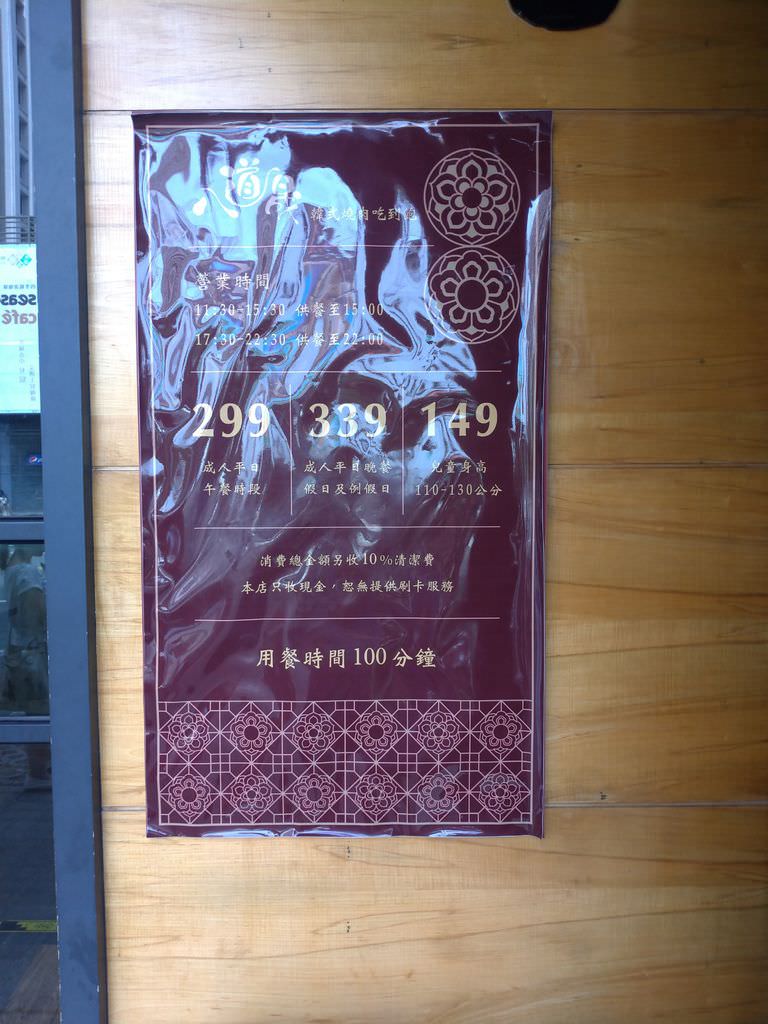 八道宴 韓式燒肉吃到飽
營業時間
11:30-15:30 供餐至15:00
17:30-22:30 供餐至22:00
299 339 149
成人平日 成人平日晚餐 兒童身高
午餐時段 假日及例假日 110-130公分
消費總金額另收10%清潔費
本店只收現金，恕無提供刷卡服務
用餐時間100分鐘
seas
café